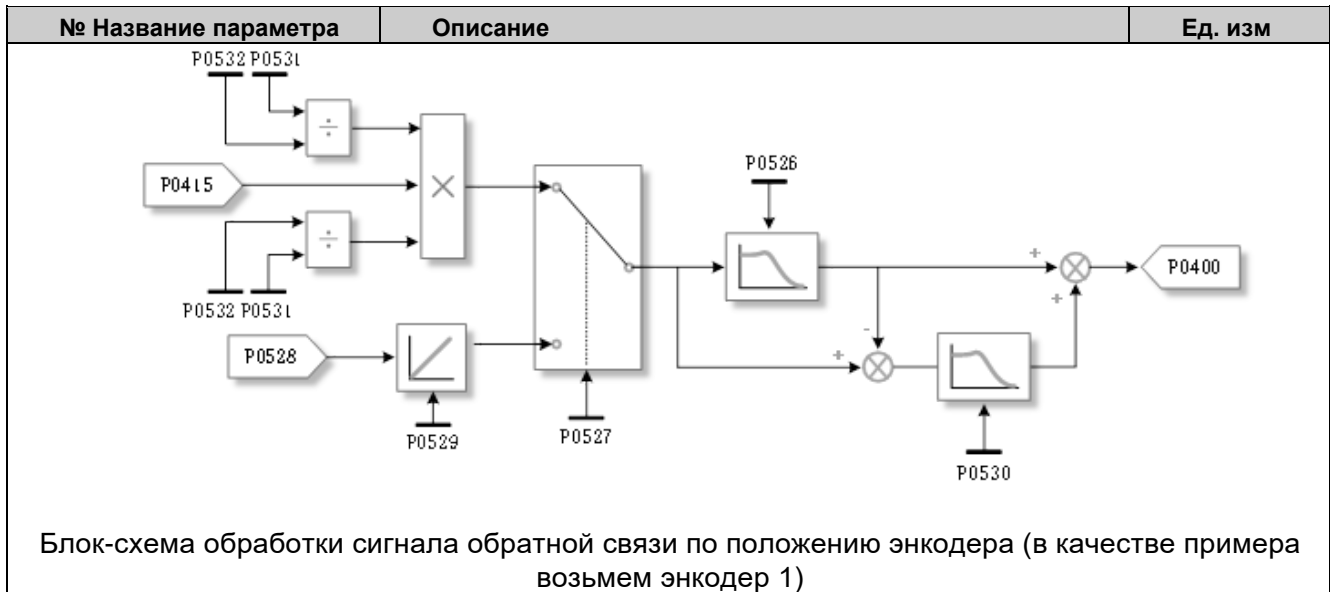 № Название параметра Описание Ед. изм
P0532 P0531
÷
P0415
×
P0526
÷
+
P0400
+
P0532 P0531
-
P0528
+
P0529
P0527
P0530
Блок-схема обработки сигнала обратной связи по положению энкодера (в качестве примера
возьмем энкодер 1)